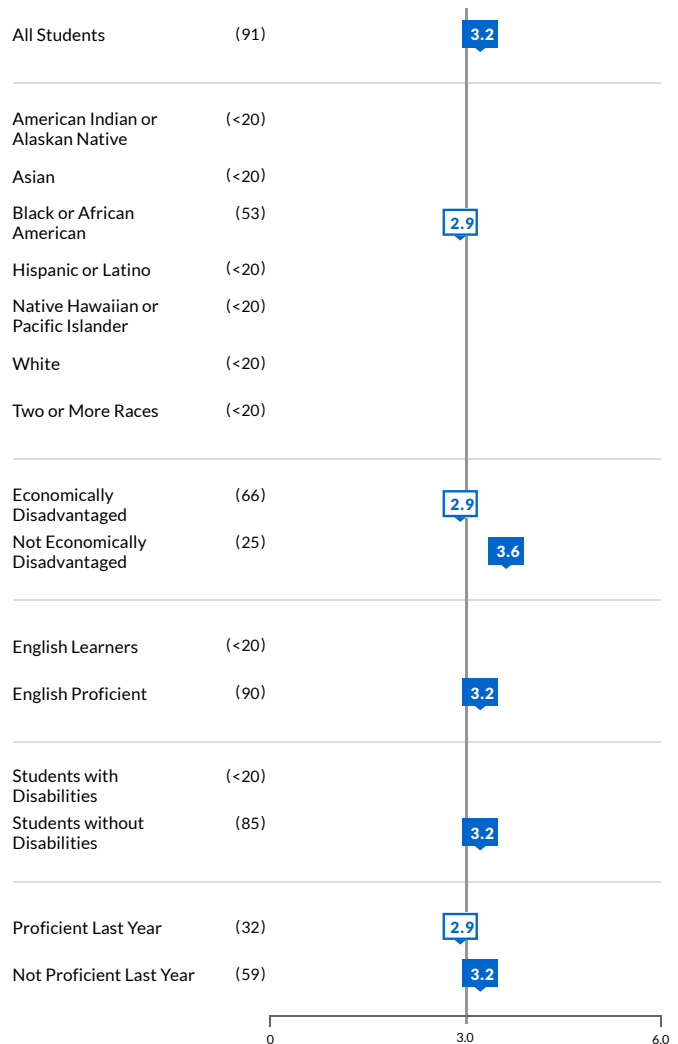 All Students (91) 3.2
American Indian or (<20)
Alaskan Native
Asian (<20)
Black or African (53) 2.9
American
Hispanic or Latino (<20)
Native Hawaiian or (<20)
Pacific Islander
White (<20)
Two or More Races (<20)
Economically (66) 2.9
Disadvantaged
Not Economically (25) 3.6
Disadvantaged
English Learners (<20)
English Proficient (90) 3.2
Students with (<20)
Disabilities
Students without (85) 3.2
Disabilities
Proficient Last Year (32) 2.9
Not Proficient Last Year (59) 3.2
0 3.0 6.0